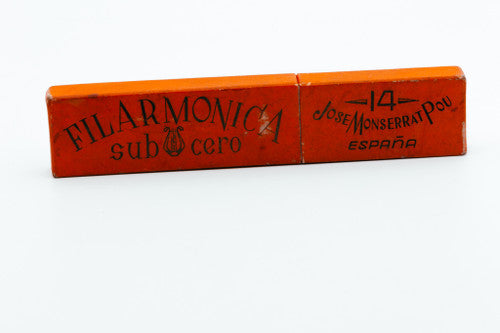 FILARMONICA
sub cero
14
JOSE MONSERRAT POU
ESPAÑA